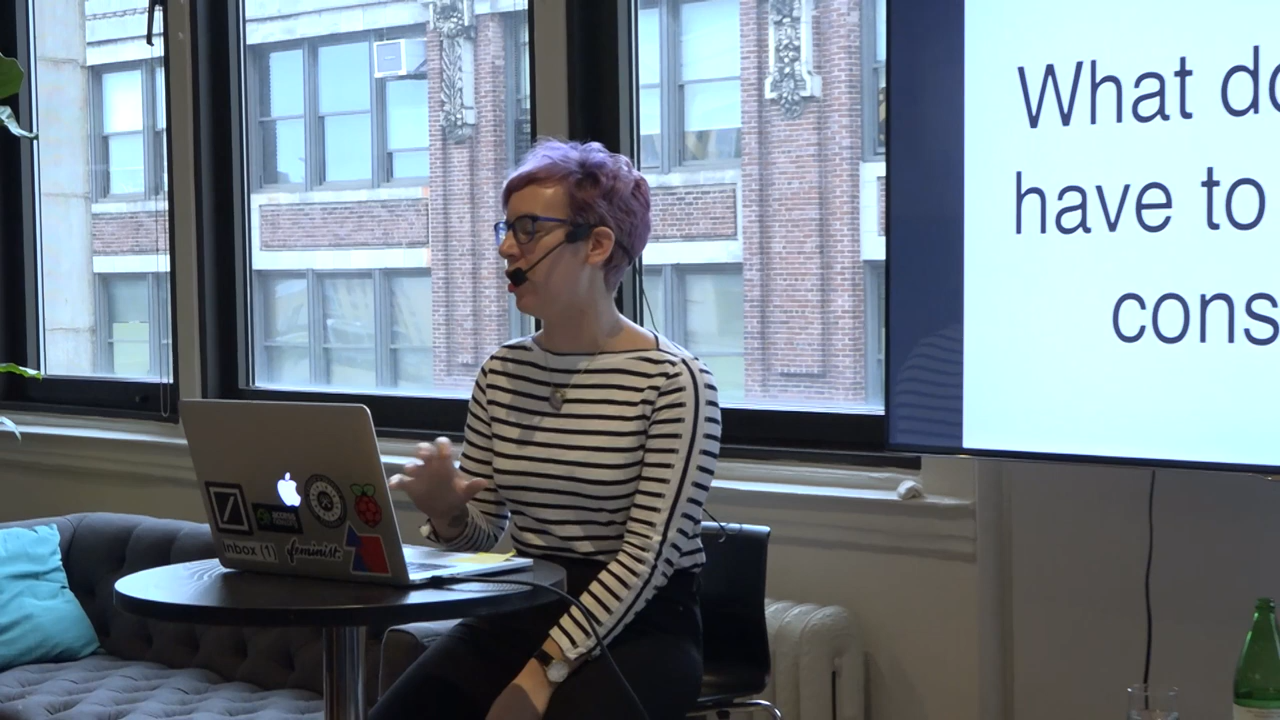 What do
have to
cons
Inbox (1)
feminist.